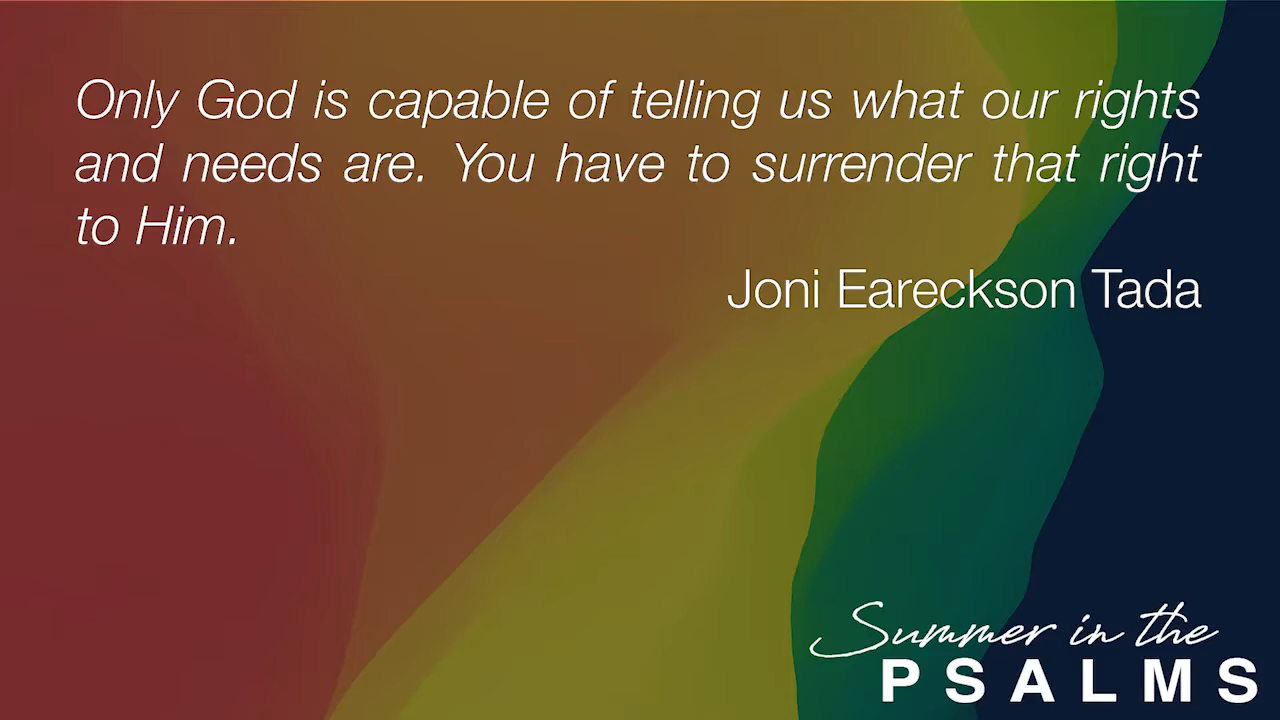 Only God is capable of telling us what our rights
and needs are. You have to surrender that right
to Him.
Joni Eareckson Tada
Summer in the
PSALMS